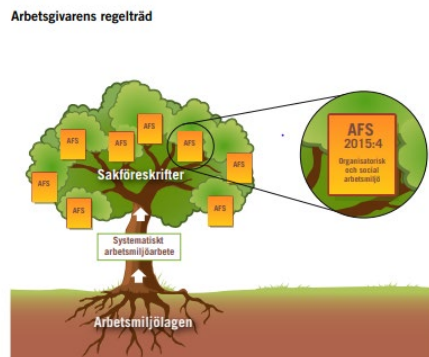 Arbetsgivarens regelträd
AFS
AFS
AFS
AFS
AFS
AFS
AFS
AFS
Sakföreskrifter
Systematiskt
arbetsmiljöarbete
Arbetsmiljölagen
AFS
2015:4
Organisatorisk
och social
arbetsmiljö